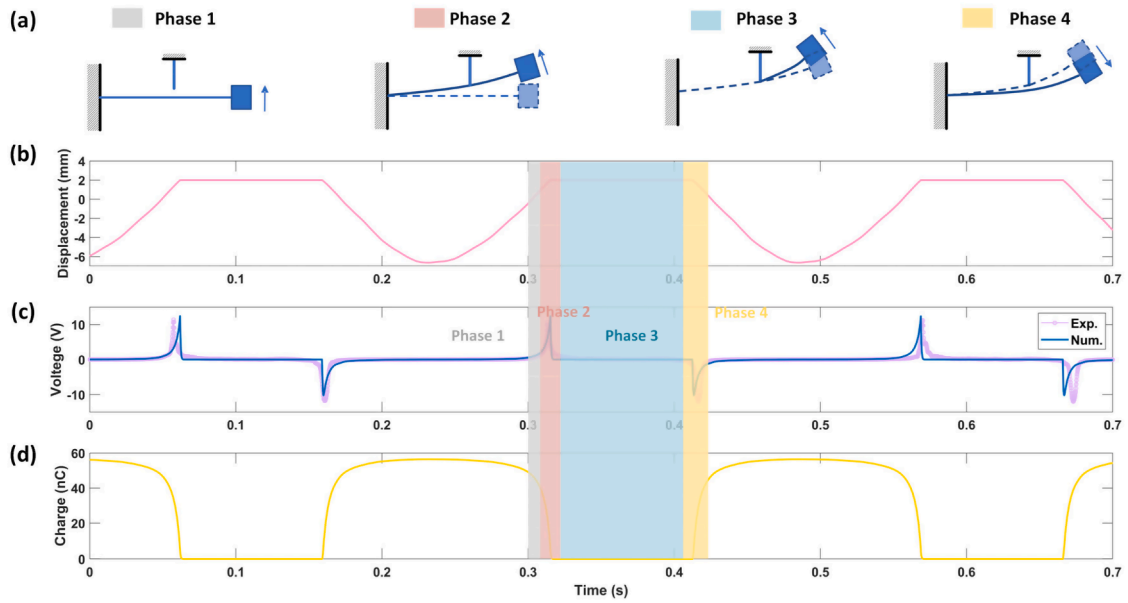 (a) Phase 1 Phase 2 Phase 3 Phase 4
(b)
Displacement (mm)
4
2
0
-2
-4
-6
0 0.1 0.2 0.3 0.4 0.5 0.6 0.7
(c)
Voltege (V)
10
0
-10
Phase 1 Phase 2 Phase 3 Phase 4
Exp.
Num.
0 0.1 0.2 0.3 0.4 0.5 0.6 0.7
(d)
Charge (nC)
60
40
20
0
0 0.1 0.2 0.3 0.4 0.5 0.6 0.7
Time (s)